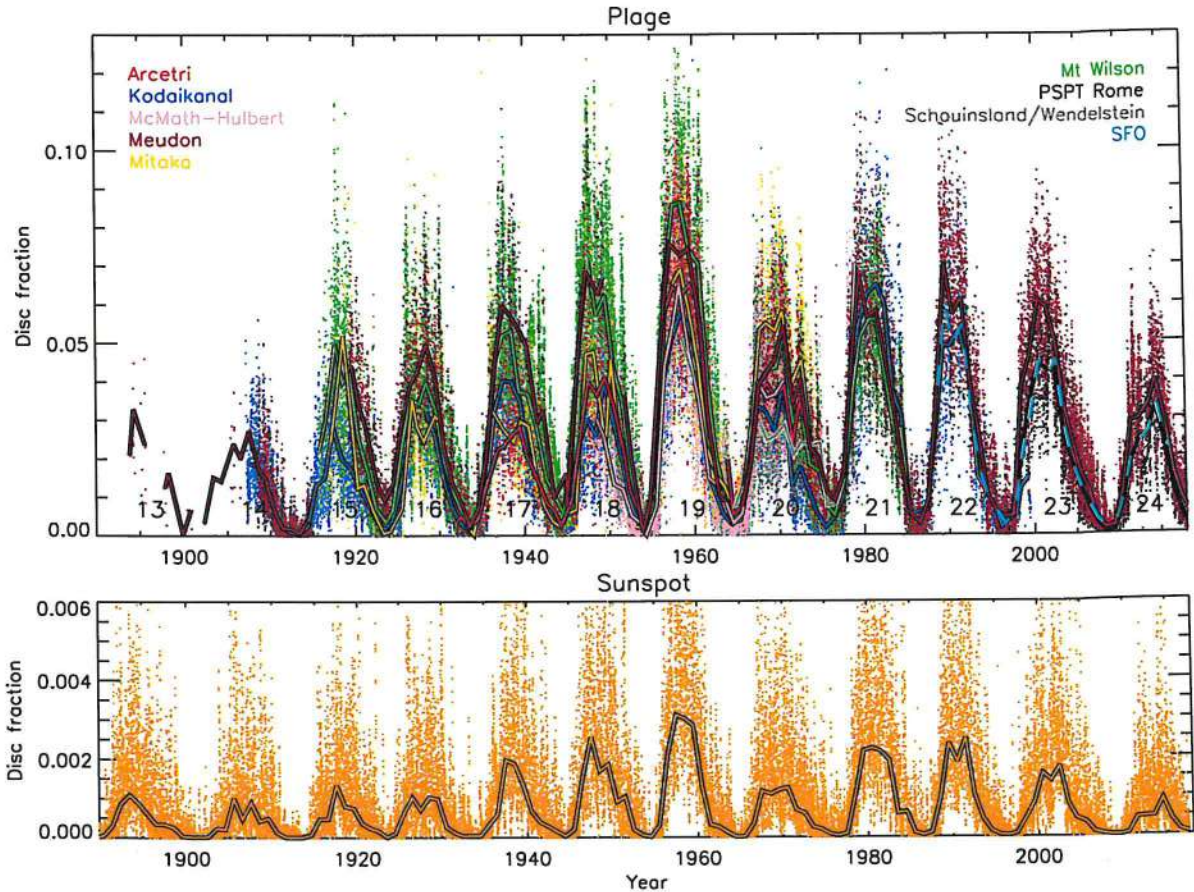 Plage
Arcetri
Kodaikanal
McMath-Hulbert
Meudon
Mitaka
Mt Wilson
PSPT Rome
Schauinsland/Wendelstein
SFO
Disc fraction
0.10
0.05
0.00
13 14 15 16 17 18 19 20 21 22 23 24
1900 1920 1940 1960 1980 2000
Sunspot
Disc fraction
0.006
0.004
0.002
0.000
1900 1920 1940 1960 1980 2000
Year